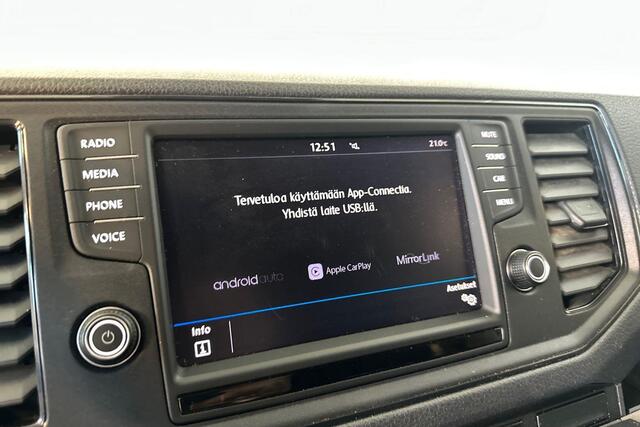 RADIO
MEDIA
PHONE
VOICE
12:51
21.0°C
Tervetuloa käyttämään App-Connectia.
Yhdistä laite USB:llä.
androidauto
Apple CarPlay
MirrorLink
Asetukset
Info
i
MUTE
SOUND
CAR
MENU